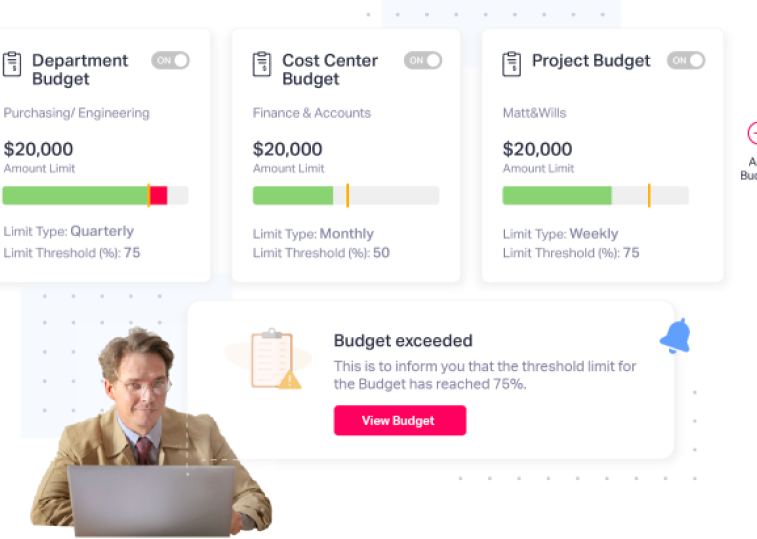 Department
Budget
ON
Purchasing/ Engineering
$20,000
Amount Limit
Limit Type: Quarterly
Limit Threshold (%): 75
Cost Center
Budget
ON
Finance & Accounts
$20,000
Amount Limit
Limit Type: Monthly
Limit Threshold (%): 50
Project Budget
ON
Matt&Wills
$20,000
Amount Limit
Limit Type: Weekly
Limit Threshold (%): 75
Budget exceeded
This is to inform you that the threshold limit for
the Budget has reached 75%.
View Budget